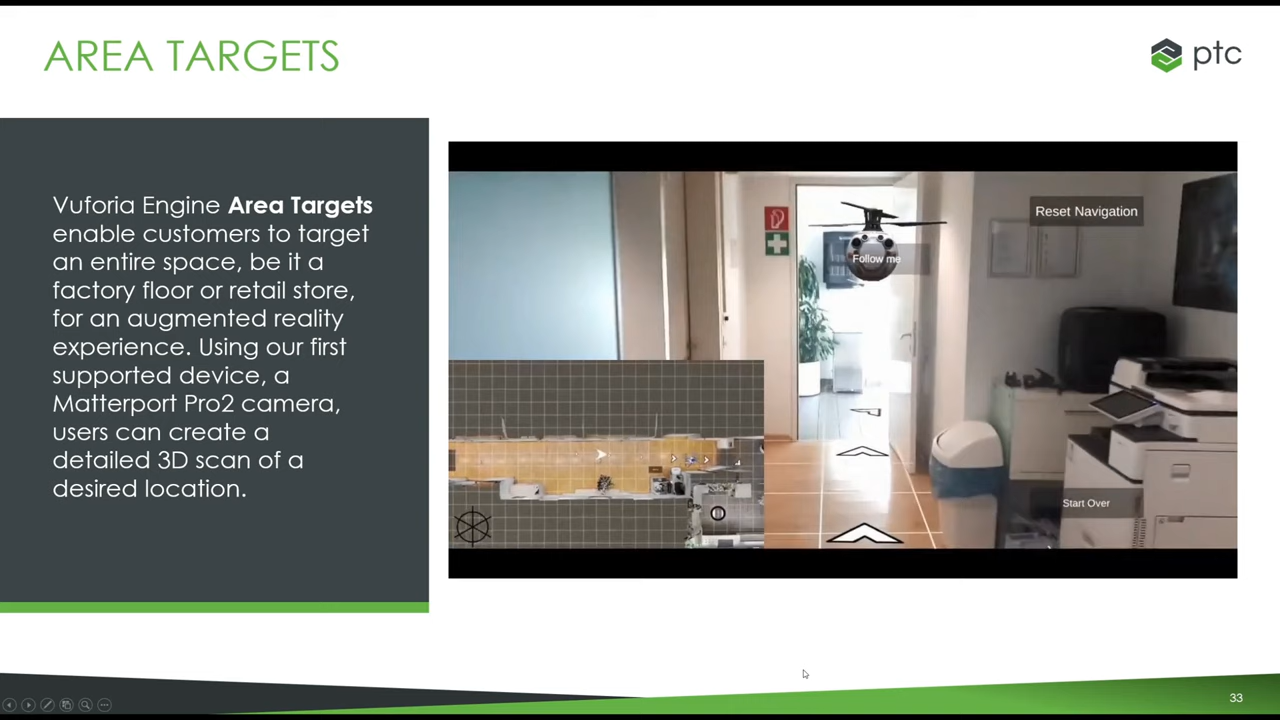 AREA TARGETS
ptc
Vuforia Engine Area Targets
enable customers to target
an entire space, be it a
factory floor or retail store,
for an augmented reality
experience. Using our first
supported device, a
Matterport Pro2 camera,
users can create a
detailed 3D scan of a
desired location.
Reset Navigation
Follow me
Start Over
33